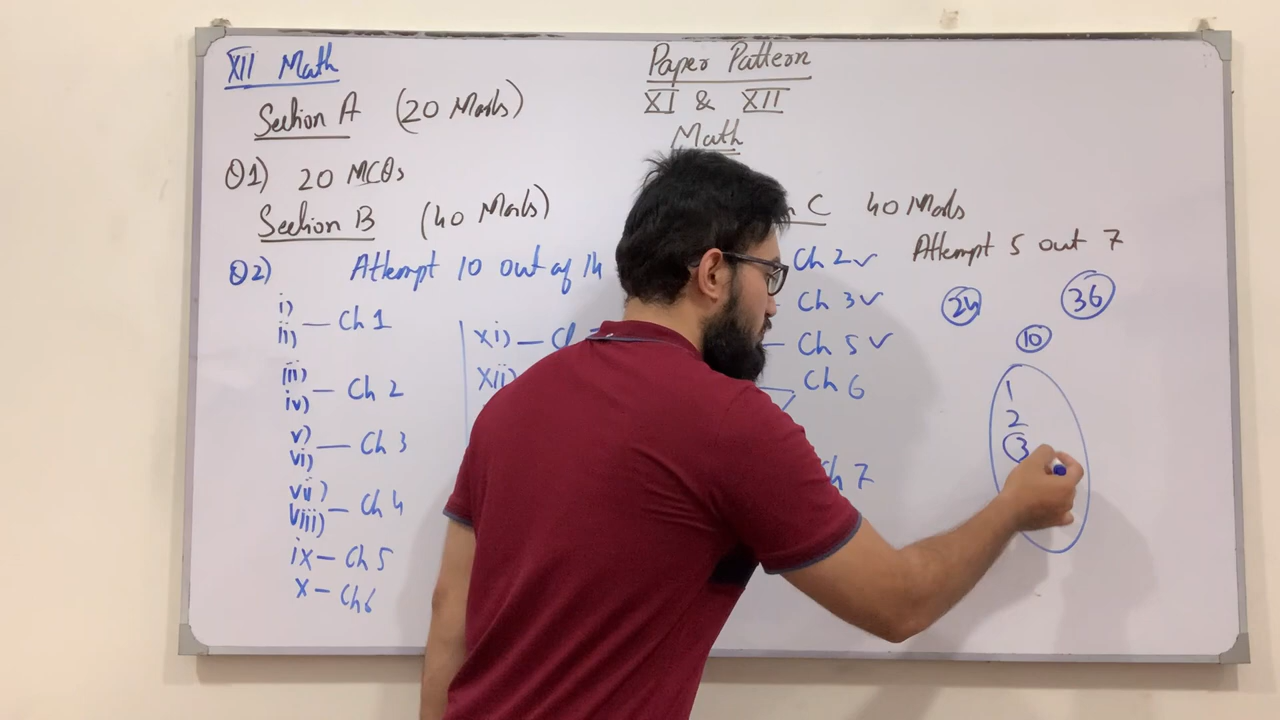 XII Math
Paper Pattern
XI & XII
Math
Section A (20 Marks)
Q1) 20 MCQs
Section B (40 Marks)
Q2) Attempt 10 out of 14
i)
ii) — Ch 1
iii)
iv) — Ch 2
v)
vi) — Ch 3
vii)
viii) — Ch 4
ix — Ch 5
x — Ch 6
xi) —
xii)
C 40 Marks
Attempt 5 out 7
Ch 2 ✓
Ch 3 ✓
— Ch 5 ✓
Ch 6
Ch 7
24
36
10
1
2
3